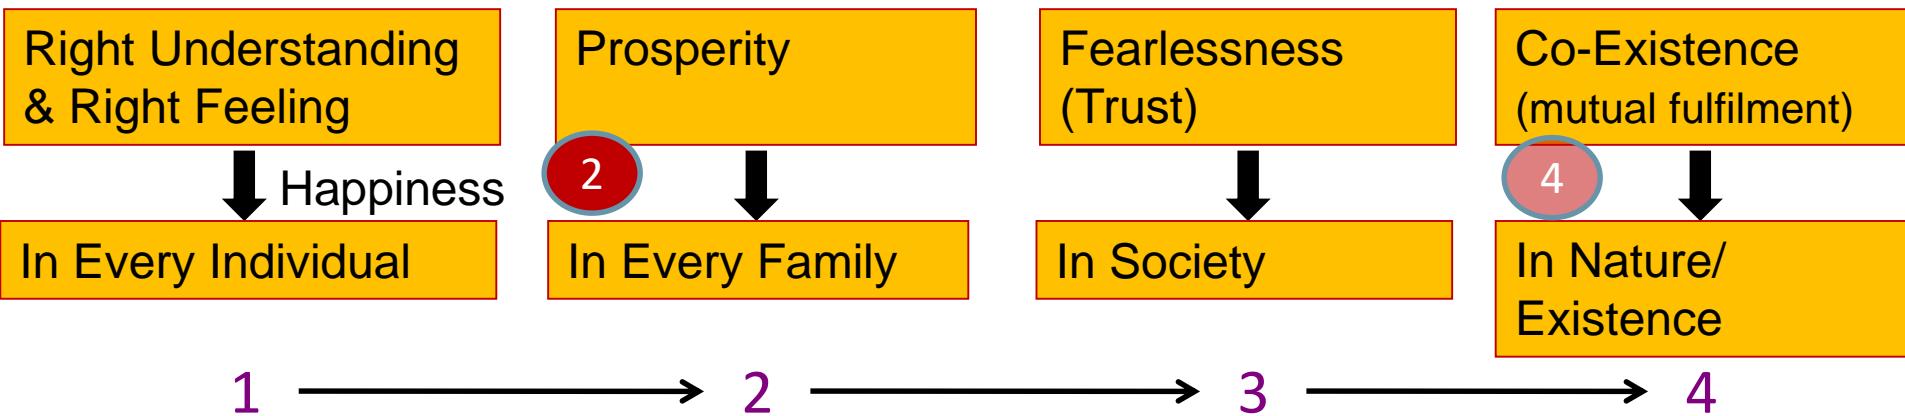 Right Understanding
& Right Feeling
Prosperity
Fearlessness
(Trust)
Co-Existence
(mutual fulfilment)
Happiness
2
4
In Every Individual
In Every Family
In Society
In Nature/
Existence
1
2
3
4